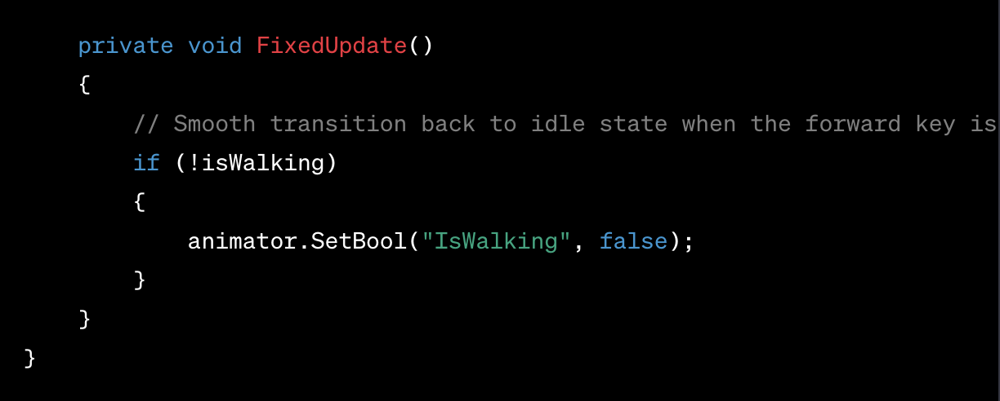 private void FixedUpdate()
{
// Smooth transition back to idle state when the forward key is
if (!isWalking)
{
animator.SetBool("IsWalking", false);
}
}
}